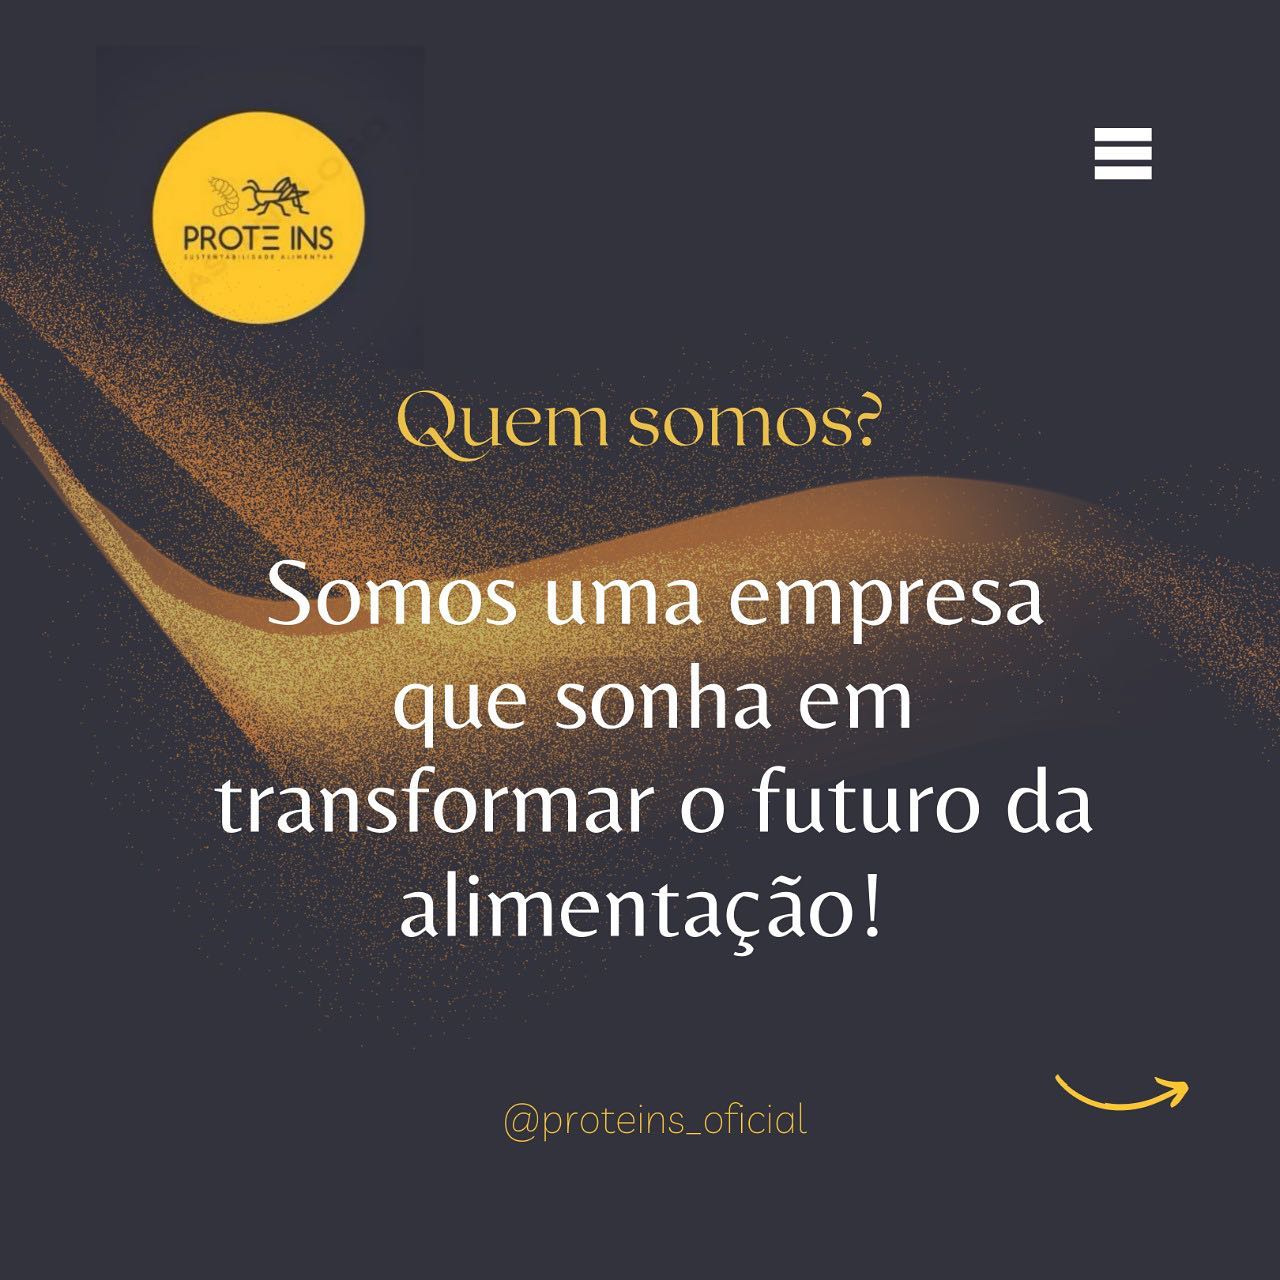 PROTE INS
SUSTENTABILIDADE ALIMENTAR
Quem somos?
Somos uma empresa
que sonha em
transformar o futuro da
alimentação!
@proteins_oficial